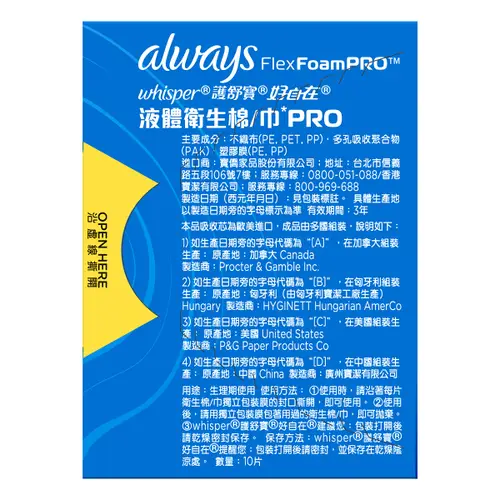 always FlexFoamPRO™
whisper®護舒寶®好自在®
液體衛生棉/巾*PRO
主要成分：不織布(PE, PET, PP)，多孔吸收聚合物
(PAK)，塑膠膜(PE, PP)
進口商：寶僑家品股份有限公司；地址：台北市信義
路五段106號7樓；服務專線：0800-051-088/香港
寶潔有限公司；服務專線：800-969-688
製造日期（西元年月日）：見包裝標註。 具體生產地
以製造日期旁的字母標示為準 有效期間：3年
本品吸收芯為歐美進口，成品由多國組裝，說明如下：
1) 如生產日期旁的字母代碼為“[A]”，在加拿大組裝
生產： 原產地：加拿大 Canada
製造商：Procter & Gamble Inc.
2) 如生產日期旁的字母代碼為“[B]”，在匈牙利組裝
生產： 原產地：匈牙利（由匈牙利寶潔工廠生產）
Hungary 製造商：HYGINETT Hungarian AmerCo
3) 如生產日期旁的字母代碼為“[C]”，在美國組裝生
產： 原產地：美國 United States
製造商：P&G Paper Products Co
4) 如生產日期旁的字母代碼為“[D]”，在中國組裝生
產： 原產地：中國 China 製造商：廣州寶潔有限公司
用途：生理期使用 使用方法： ①使用時，請沿著每片
衛生棉/巾獨立包裝膜的封口撕開，即可使用。②使用
後，請用獨立包裝膜包著用過的衛生棉/巾，即可拋棄。
③whisper®護舒寶®好自在®建議您：包裝打開後
請乾燥密封保存。 保存方法：whisper®護舒寶®
好自在®提醒您：包裝打開後請密封，並保存在乾燥陰
涼處。 數量：10片
OPEN HERE
沿虛線撕開